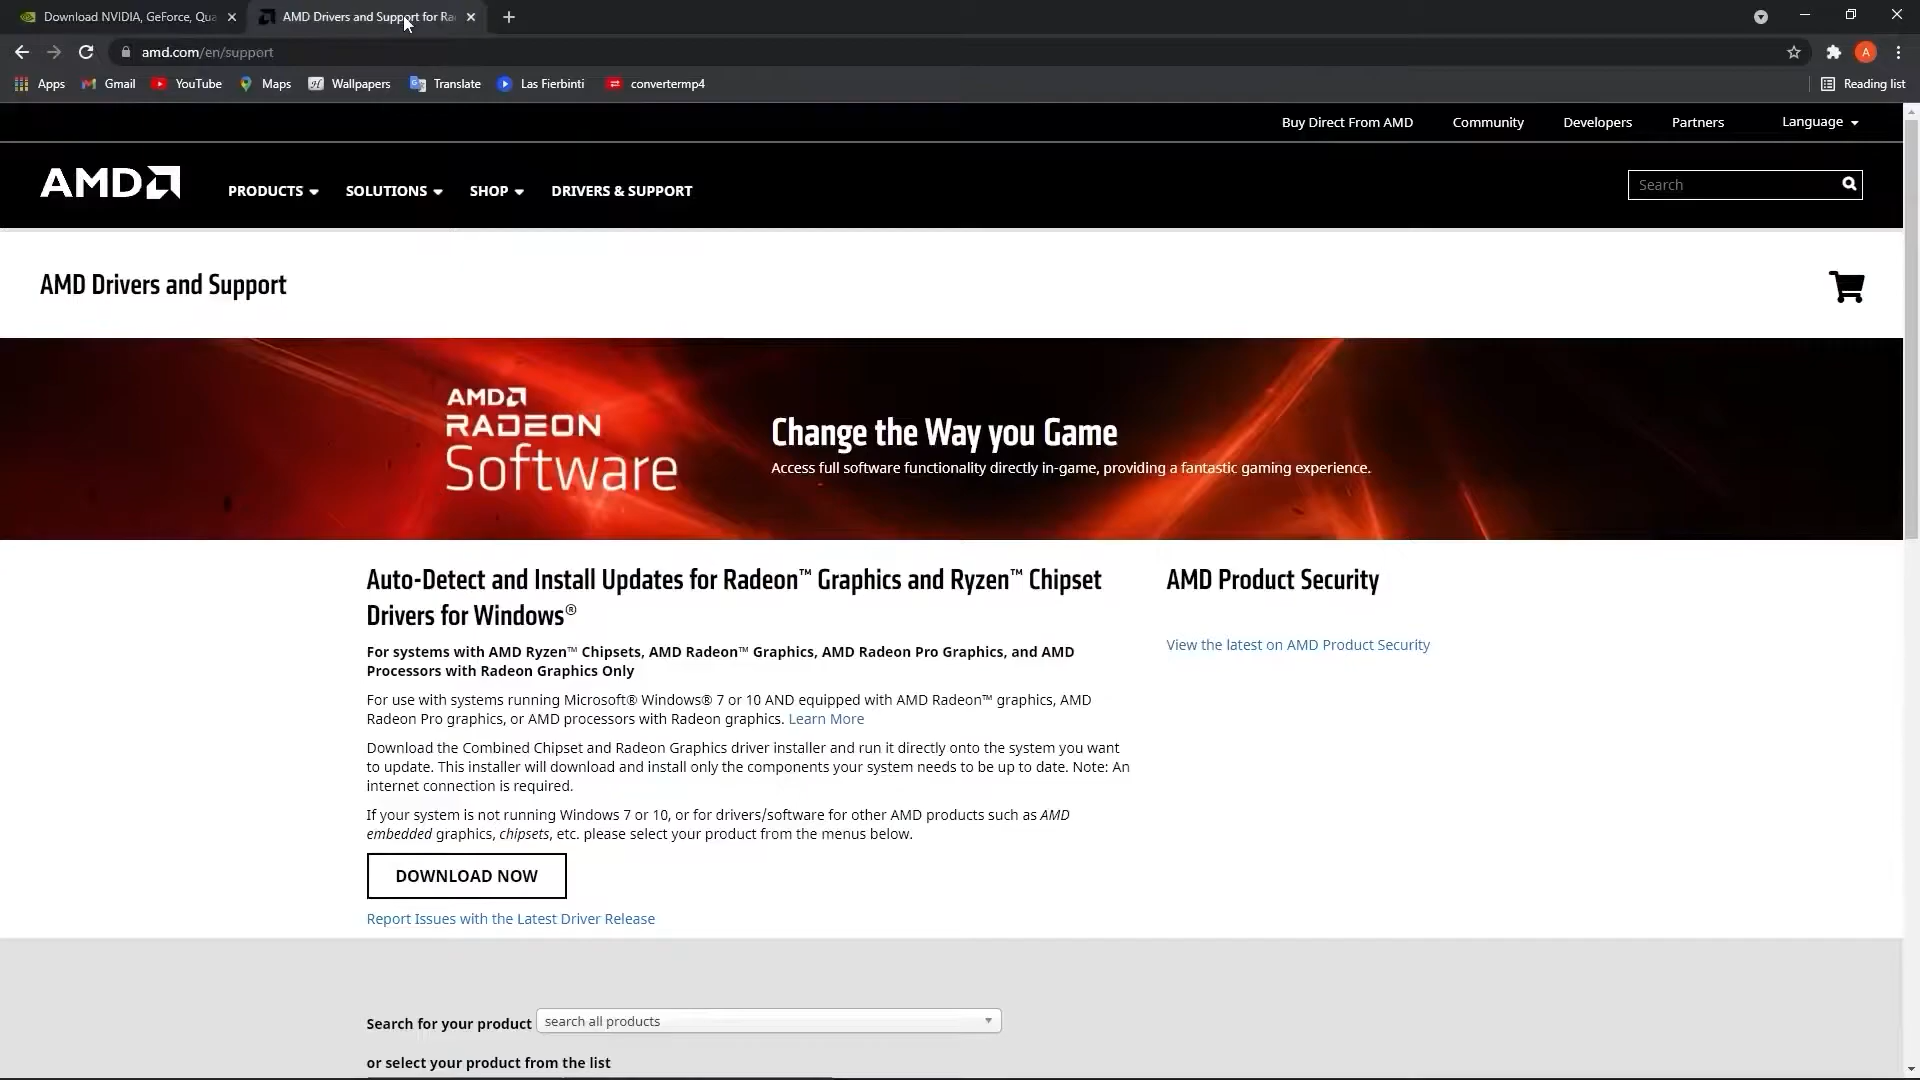 Download NVIDIA, GeForce, Qua
AMD Drivers and Support for Ra
amd.com/en/support
A
Apps
Gmail
YouTube
Maps
Wallpapers
Translate
Las Fierbinti
convertermp4
Reading list
Buy Direct From AMD
Community
Developers
Partners
Language
AMD
PRODUCTS
SOLUTIONS
SHOP
DRIVERS & SUPPORT
Search
AMD Drivers and Support
AMD
RADEON
Software
Change the Way you Game
Access full software functionality directly in-game, providing a fantastic gaming experience.
Auto-Detect and Install Updates for Radeon™ Graphics and Ryzen™ Chipset
Drivers for Windows®
For systems with AMD Ryzen™ Chipsets, AMD Radeon™ Graphics, AMD Radeon Pro Graphics, and AMD
Processors with Radeon Graphics Only
For use with systems running Microsoft® Windows® 7 or 10 AND equipped with AMD Radeon™ graphics, AMD
Radeon Pro graphics, or AMD processors with Radeon graphics. Learn More
Download the Combined Chipset and Radeon Graphics driver installer and run it directly onto the system you want
to update. This installer will download and install only the components your system needs to be up to date. Note: An
internet connection is required.
If your system is not running Windows 7 or 10, or for drivers/software for other AMD products such as AMD
embedded graphics, chipsets, etc. please select your product from the menus below.
DOWNLOAD NOW
Report Issues with the Latest Driver Release
AMD Product Security
View the latest on AMD Product Security
Search for your product
search all products
or select your product from the list